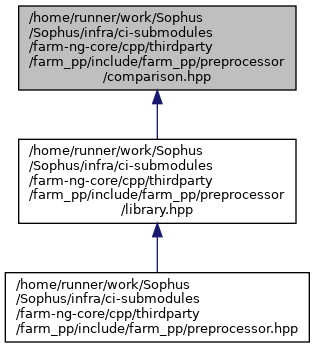 /home/runner/work/Sophus
/Sophus/infra/ci-submodules
/farm-ng-core/cpp/thirdparty
/farm_pp/include/farm_pp/preprocessor
/comparison.hpp
/home/runner/work/Sophus
/Sophus/infra/ci-submodules
/farm-ng-core/cpp/thirdparty
/farm_pp/include/farm_pp/preprocessor
/library.hpp
/home/runner/work/Sophus
/Sophus/infra/ci-submodules
/farm-ng-core/cpp/thirdparty
/farm_pp/include/farm_pp/preprocessor.hpp